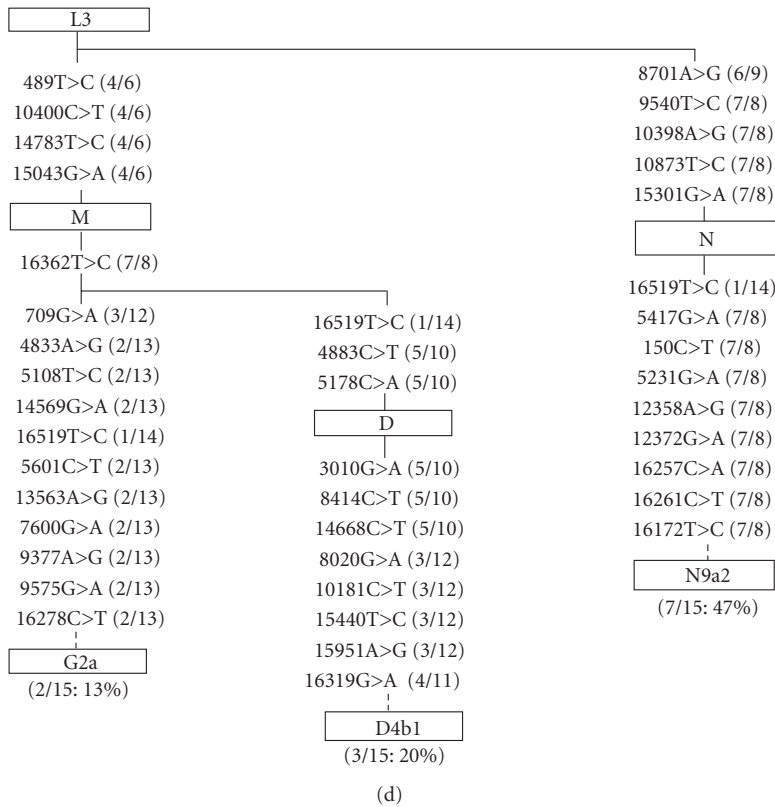 L3
489T>C (4/6)
10400C>T (4/6)
14783T>C (4/6)
15043G>A (4/6)
M
16362T>C (7/8)
709G>A (3/12)
4833A>G (2/13)
5108T>C (2/13)
14569G>A (2/13)
16519T>C (1/14)
5601C>T (2/13)
13563A>G (2/13)
7600G>A (2/13)
9377A>G (2/13)
9575G>A (2/13)
16278C>T (2/13)
G2a
(2/15: 13%)
16519T>C (1/14)
4883C>T (5/10)
5178C>A (5/10)
D
3010G>A (5/10)
8414C>T (5/10)
14668C>T (5/10)
8020G>A (3/12)
10181C>T (3/12)
15440T>C (3/12)
15951A>G (3/12)
16319G>A (4/11)
D4b1
(3/15: 20%)
8701A>G (6/9)
9540T>C (7/8)
10398A>G (7/8)
10873T>C (7/8)
15301G>A (7/8)
N
16519T>C (1/14)
5417G>A (7/8)
150C>T (7/8)
5231G>A (7/8)
12358A>G (7/8)
12372G>A (7/8)
16257C>A (7/8)
16261C>T (7/8)
16172T>C (7/8)
N9a2
(7/15: 47%)
(d)